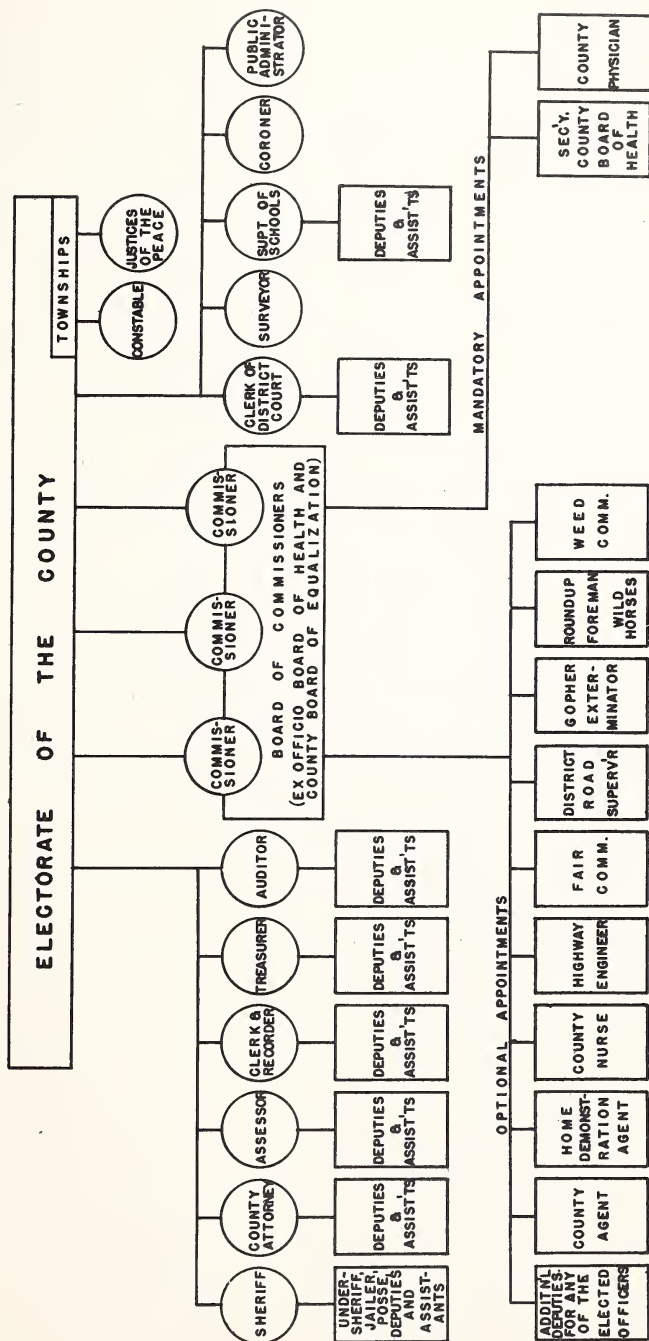 ELECTORATE OF THE COUNTY
TOWNSHIPS
CONSTABLE
JUSTICES
OF THE
PEACE
SHERIFF
COUNTY
ATTORNEY
ASSESSOR
CLERK &
RECORDER
TREASURER
AUDITOR
COMMIS-
SIONER
COMMIS-
SIONER
COMMIS-
SIONER
CLERK OF
DISTRICT
COURT
SURVEYOR
SUPT OF
SCHOOLS
CORONER
PUBLIC
ADMINI-
STRATOR
UNDER-
SHERIFF,
JAILER,
POSSE,
DEPUTIES
AND
ASSIST-
ANTS
DEPUTIES
&
ASSIST'TS
DEPUTIES
&
ASSIST'TS
DEPUTIES
&
ASSIST'TS
DEPUTIES
&
ASSIST'TS
DEPUTIES
&
ASSIST'TS
BOARD OF COMMISSIONERS
(EX OFFICIO BOARD OF HEALTH AND
COUNTY BOARD OF EQUALIZATION)
DEPUTIES
&
ASSIST'TS
DEPUTIES
&
ASSIST'TS
OPTIONAL APPOINTMENTS
MANDATORY APPOINTMENTS
ADDIT'N'L
DEPUTIES
FOR ANY
OF THE
ELECTED
OFFICERS
COUNTY
AGENT
HOME
DEMONST-
RATION
AGENT
COUNTY
NURSE
HIGHWAY
ENGINEER
FAIR
COMM.
DISTRICT
ROAD
SUPERV'R
GOPHER
EXTER-
MINATOR
ROUNDUP
FOREMAN
WILD
HORSES
WEED
COMM.
SEC'Y.
COUNTY
BOARD
OF
HEALTH
COUNTY
PHYSICIAN